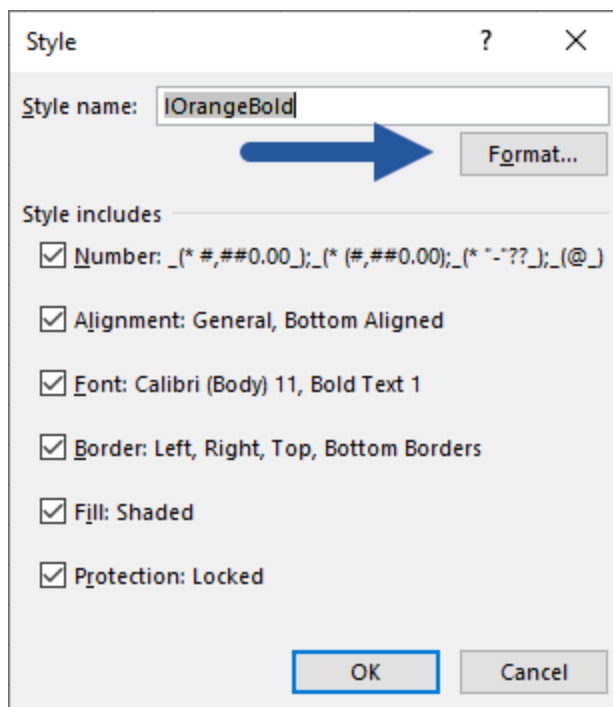 Style ? ×
Style name: IOrangeBold
Format...
Style includes
Number: _(* #,##0.00_);_(* (#,##0.00);_(* "-"??_);_(@_)
Alignment: General, Bottom Aligned
Font: Calibri (Body) 11, Bold Text 1
Border: Left, Right, Top, Bottom Borders
Fill: Shaded
Protection: Locked
OK Cancel